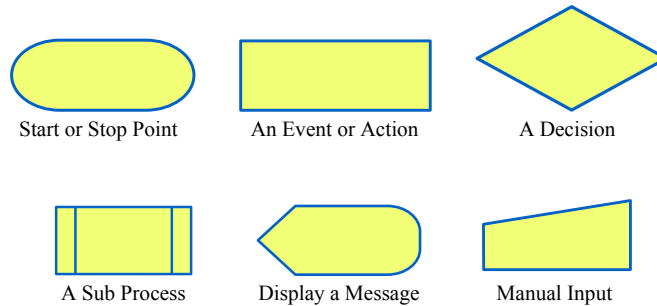 Start or Stop Point
An Event or Action
A Decision
A Sub Process
Display a Message
Manual Input